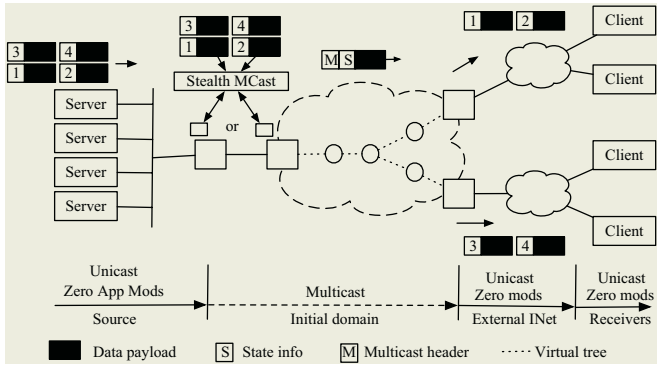 3 4
1 2
3 4
1 2
Stealth MCast
or
M S
1 2
Client
Client
Server
Server
Server
Server
Client
Client
3 4
Unicast
Zero App Mods
Source
Multicast
Initial domain
Unicast
Zero mods
External INet
Unicast
Zero mods
Receivers
Data payload
S State info
M Multicast header
Virtual tree